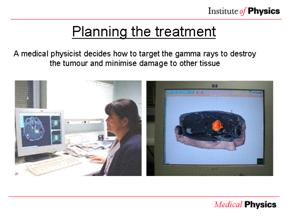 Institute of Physics
Planning the treatment
A medical physicist decides how to target the gamma rays to destroy
the tumour and minimise damage to other tissue
Medical Physics